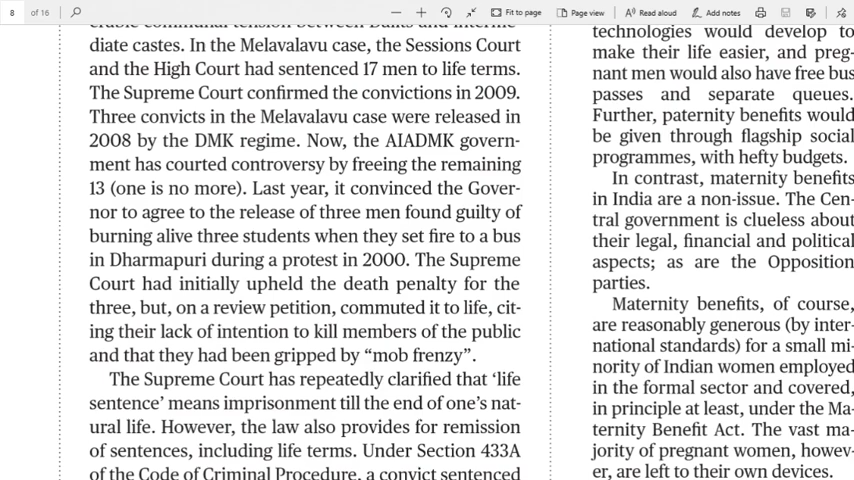 8 of 16 Fit to page Page view Read aloud Add notes
diate castes. In the Melavalavu case, the Sessions Court
and the High Court had sentenced 17 men to life terms.
The Supreme Court confirmed the convictions in 2009.
Three convicts in the Melavalavu case were released in
2008 by the DMK regime. Now, the AIADMK govern-
ment has courted controversy by freeing the remaining
13 (one is no more). Last year, it convinced the Gover-
nor to agree to the release of three men found guilty of
burning alive three students when they set fire to a bus
in Dharmapuri during a protest in 2000. The Supreme
Court had initially upheld the death penalty for the
three, but, on a review petition, commuted it to life, cit-
ing their lack of intention to kill members of the public
and that they had been gripped by “mob frenzy”.
The Supreme Court has repeatedly clarified that ‘life
sentence’ means imprisonment till the end of one’s nat-
ural life. However, the law also provides for remission
of sentences, including life terms. Under Section 433A
of the Code of Criminal Procedure, a convict sentenced
technologies would develop to
make their life easier, and preg-
nant men would also have free bus
passes and separate queues.
Further, paternity benefits would
be given through flagship social
programmes, with hefty budgets.
In contrast, maternity benefits
in India are a non-issue. The Cen-
tral government is clueless about
their legal, financial and political
aspects; as are the Opposition
parties.
Maternity benefits, of course,
are reasonably generous (by inter-
national standards) for a small mi-
nority of Indian women employed
in the formal sector and covered,
in principle at least, under the Ma-
ternity Benefit Act. The vast ma-
jority of pregnant women, howev-
er, are left to their own devices.